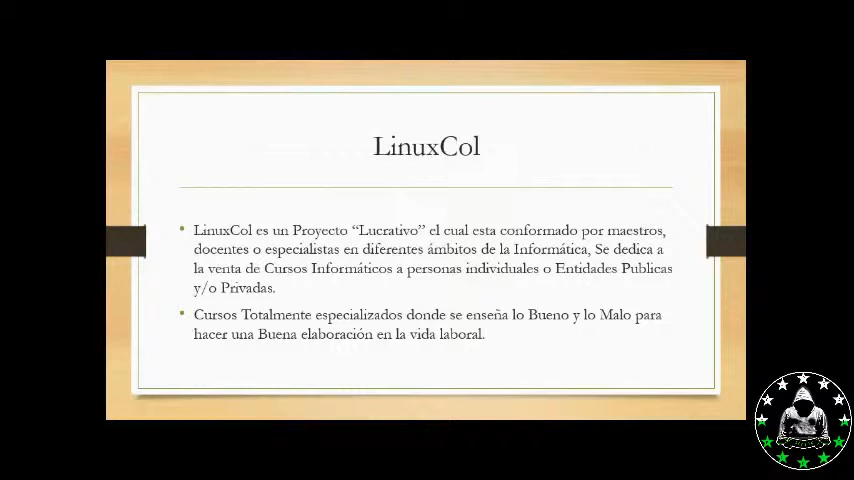 LinuxCol
• LinuxCol es un Proyecto “Lucrativo” el cual esta conformado por maestros,
docentes o especialistas en diferentes ámbitos de la Informática, Se dedica a
la venta de Cursos Informáticos a personas individuales o Entidades Publicas
y/o Privadas.
• Cursos Totalmente especializados donde se enseña lo Bueno y lo Malo para
hacer una Buena elaboración en la vida laboral.